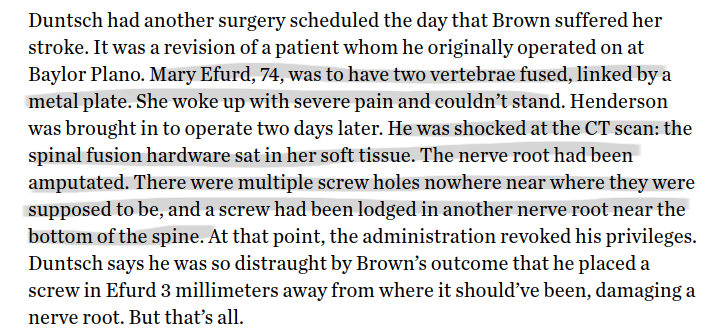 Duntsch had another surgery scheduled the day that Brown suffered her
stroke. It was a revision of a patient whom he originally operated on at
Baylor Plano. Mary Efurd, 74, was to have two vertebrae fused, linked by a
metal plate. She woke up with severe pain and couldn’t stand. Henderson
was brought in to operate two days later. He was shocked at the CT scan: the
spinal fusion hardware sat in her soft tissue. The nerve root had been
amputated. There were multiple screw holes nowhere near where they were
supposed to be, and a screw had been lodged in another nerve root near the
bottom of the spine. At that point, the administration revoked his privileges.
Duntsch says he was so distraught by Brown’s outcome that he placed a
screw in Efurd 3 millimeters away from where it should’ve been, damaging a
nerve root. But that’s all.